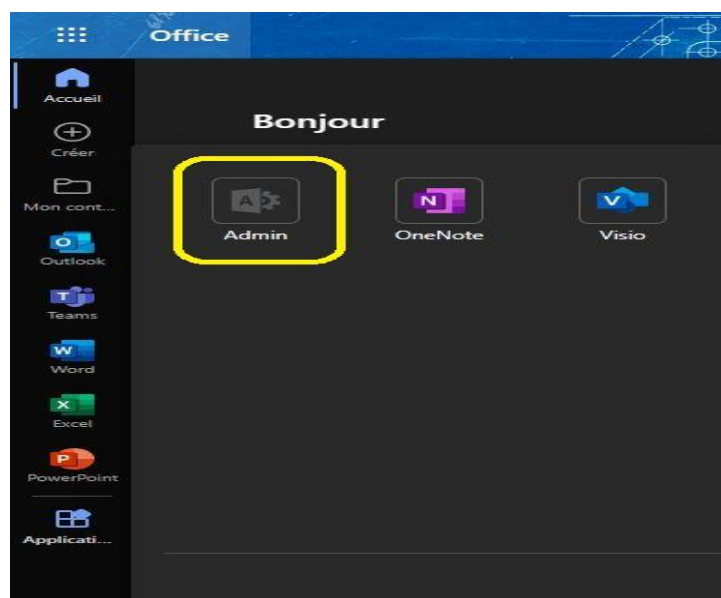 Office
Accueil
Bonjour
Créer
Mon cont...
Admin
OneNote
Visio
Outlook
Teams
Word
Excel
PowerPoint
Applicati...